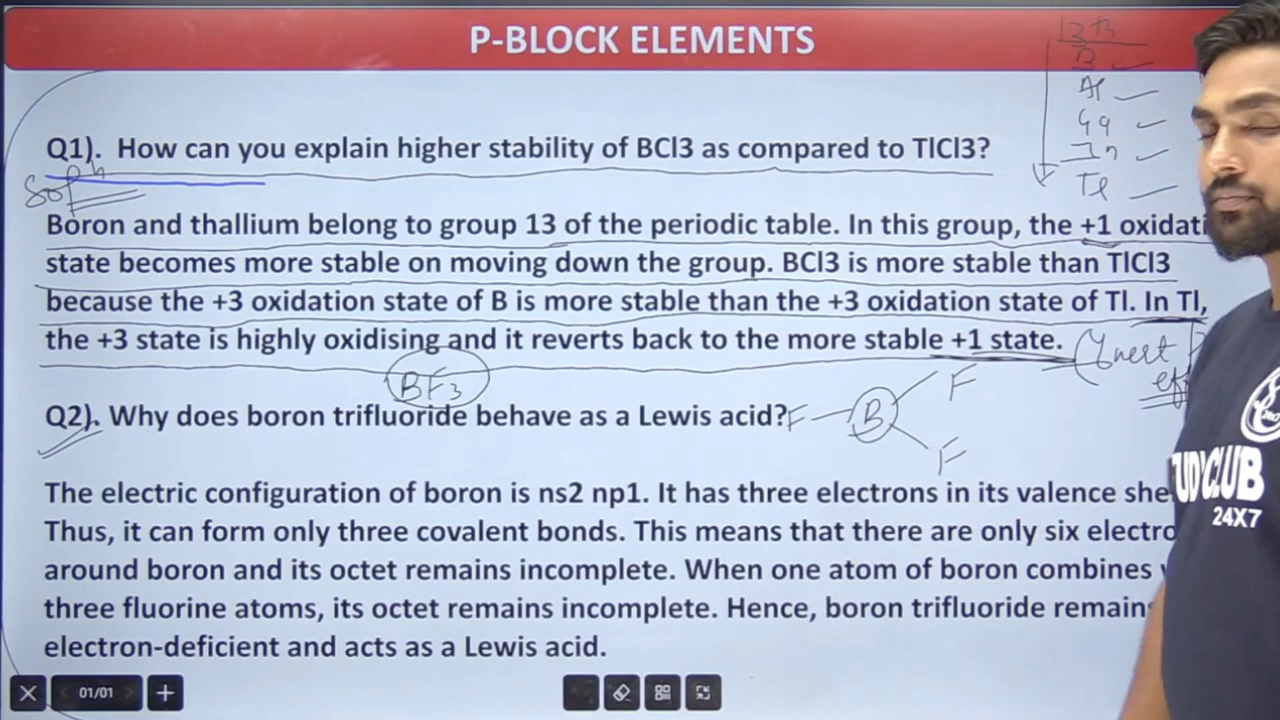 P-BLOCK ELEMENTS
13th
B
Al
Ga
In
Tl
Q1). How can you explain higher stability of BCl3 as compared to TlCl3?
Soln
Boron and thallium belong to group 13 of the periodic table. In this group, the +1 oxidati
state becomes more stable on moving down the group. BCl3 is more stable than TlCl3
because the +3 oxidation state of B is more stable than the +3 oxidation state of Tl. In Tl,
the +3 state is highly oxidising and it reverts back to the more stable +1 state.
(Inert P
eff
BF3
Q2). Why does boron trifluoride behave as a Lewis acid?
F B F
F
The electric configuration of boron is ns2 np1. It has three electrons in its valence she
Thus, it can form only three covalent bonds. This means that there are only six electro
around boron and its octet remains incomplete. When one atom of boron combines
three fluorine atoms, its octet remains incomplete. Hence, boron trifluoride remain
electron-deficient and acts as a Lewis acid.
UD CLUB
24X7
01/01